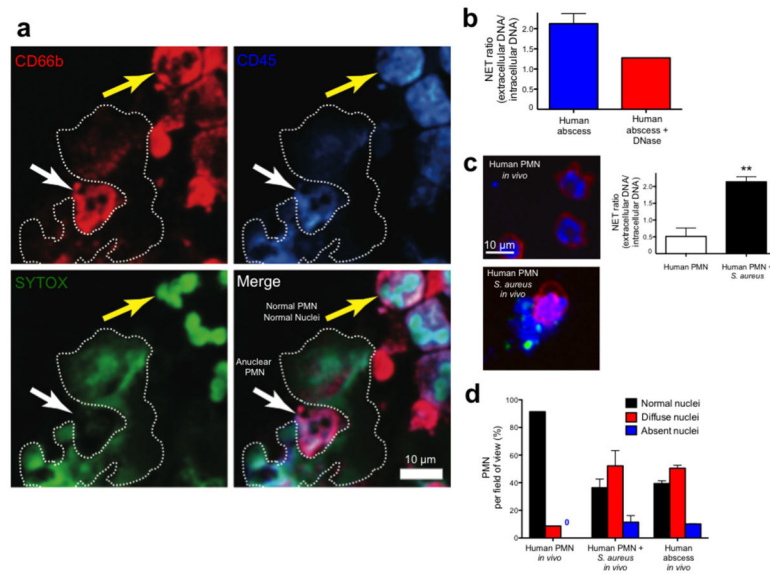 a
CD66b
CD45
SYTOX
Merge
Normal PMN
Normal Nuclei
Anuclear
PMN
10 μm
b
NET ratio
(extracellular DNA/
intracellular DNA)
2.0
1.5
1.0
0.5
0.0
Human
abscess
Human
abscess +
DNase
c
Human PMN
in vivo
10 μm
Human PMN
S. aureus
in vivo
NET ratio
(extracellular DNA/
intracellular DNA)
2.0
1.5
1.0
0.5
0.0
**
Human PMN
Human PMN +
S. aureus
d
PMN
per field of view (%)
100
80
60
40
20
0
Normal nuclei
Diffuse nuclei
Absent nuclei
0
Human PMN
in vivo
Human PMN +
S. aureus
in vivo
Human
abscess
in vivo